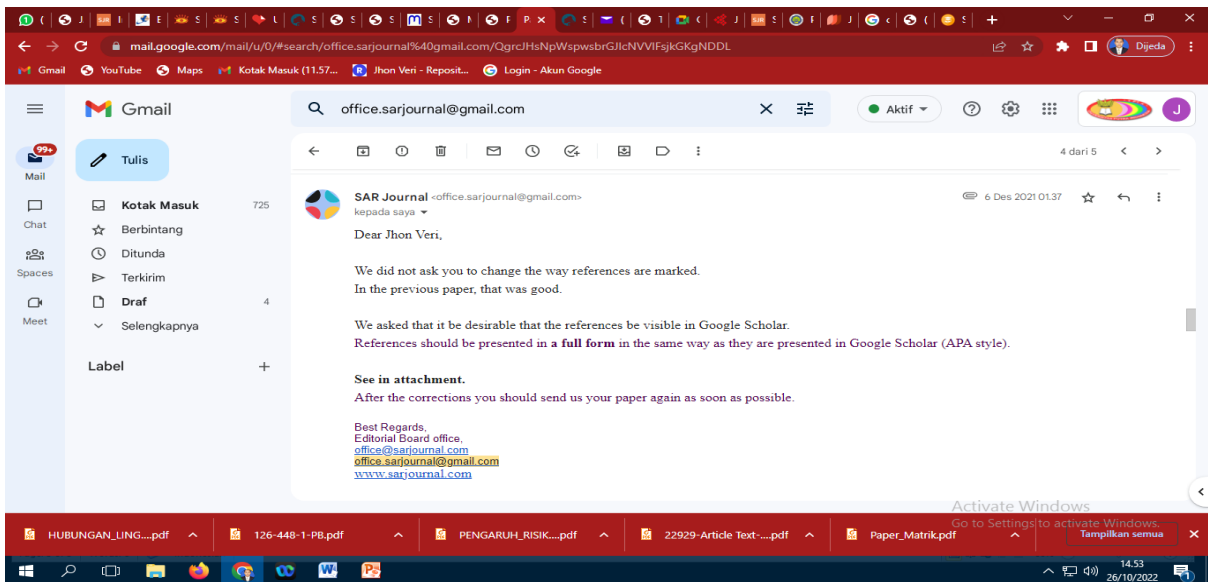 mail.google.com/mail/u/0/#search/office.sarjournal%40gmail.com/QgrcJHsNpWspwsbrGJIcNVVlFsjkGKgNDDL
Dijeda
Gmail YouTube Maps Kotak Masuk (11.57... Jhon Veri - Reposit... Login - Akun Google
Gmail
office.sarjournal@gmail.com
Aktif
J
99+
Mail
Chat
Spaces
Meet
Tulis
Kotak Masuk 725
Berbintang
Ditunda
Terkirim
Draf 4
Selengkapnya
Label
4 dari 5
SAR Journal <office.sarjournal@gmail.com>
6 Des 2021 01.37
kepada saya
Dear Jhon Veri,
We did not ask you to change the way references are marked.
In the previous paper, that was good.
We asked that it be desirable that the references be visible in Google Scholar.
References should be presented in a full form in the same way as they are presented in Google Scholar (APA style).
See in attachment.
After the corrections you should send us your paper again as soon as possible.
Best Regards,
Editorial Board office,
office@sarjournal.com
office.sarjournal@gmail.com
www.sarjournal.com
Activate Windows
Go to Settings to activate Windows.
HUBUNGAN_LING....pdf 126-448-1-PB.pdf PENGARUH_RISIK....pdf 22929-Article Text-....pdf Paper_Matrik.pdf Tampilkan semua
14.53
26/10/2022